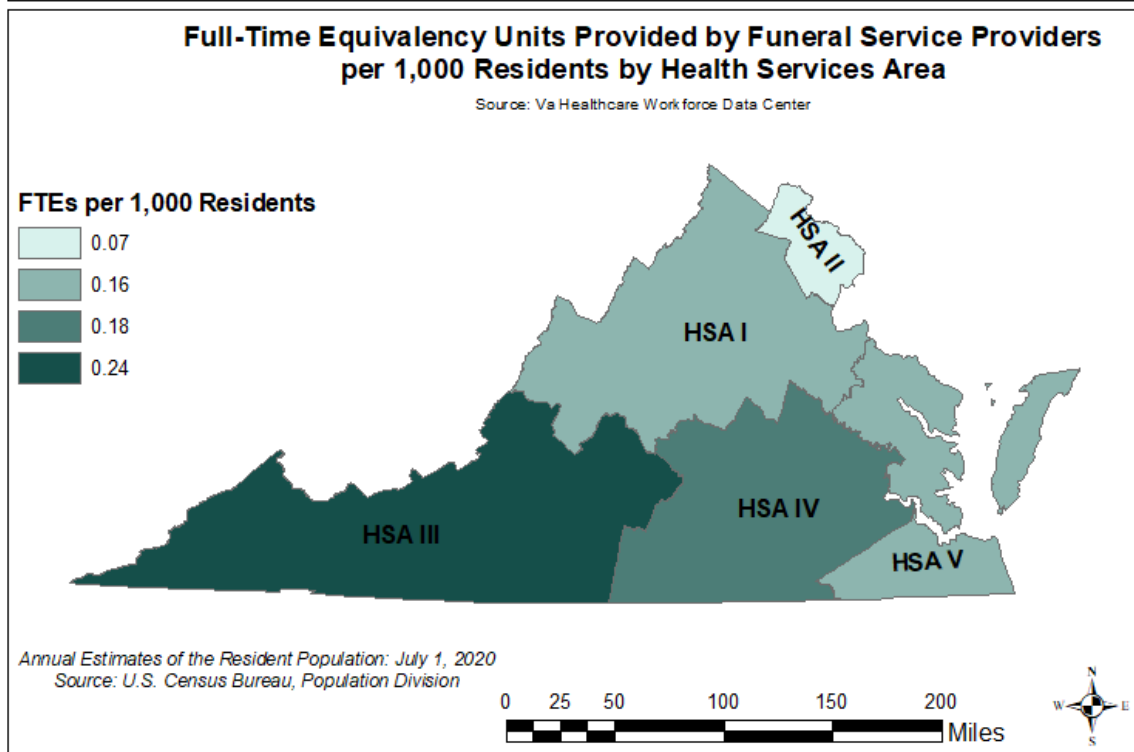 Full-Time Equivalency Units Provided by Funeral Service Providers
per 1,000 Residents by Health Services Area
Source: Va Healthcare Workforce Data Center
FTEs per 1,000 Residents
0.07
0.16
0.18
0.24
HSA II
HSA I
HSA III
HSA IV
HSA V
Annual Estimates of the Resident Population: July 1, 2020
Source: U.S. Census Bureau, Population Division
0 25 50 100 150 200
Miles
N
W E
S